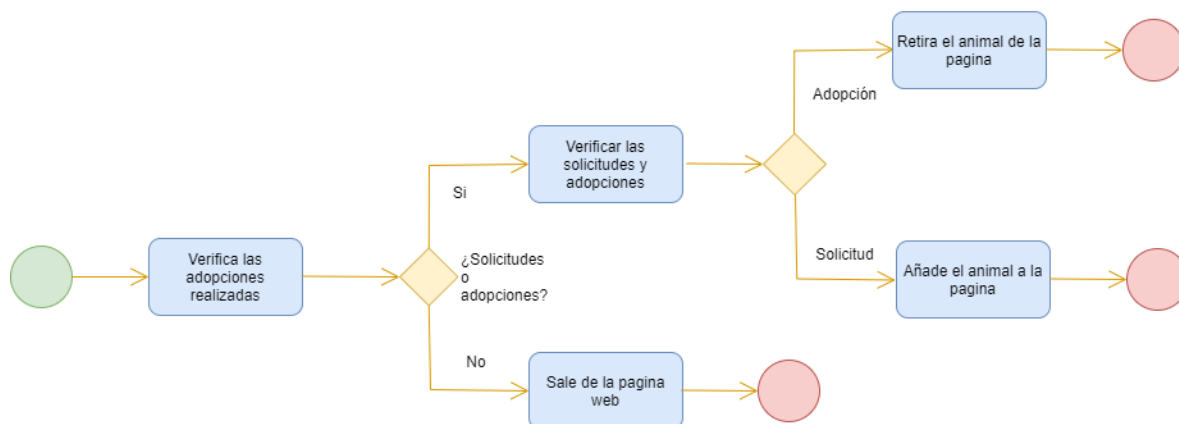 Retira el animal de la
pagina
Adopción
Verificar las
solicitudes y
adopciones
Si
Verifica las
adopciones
realizadas
¿Solicitudes
o
adopciones?
Solicitud
Añade el animal a la
pagina
No
Sale de la pagina
web